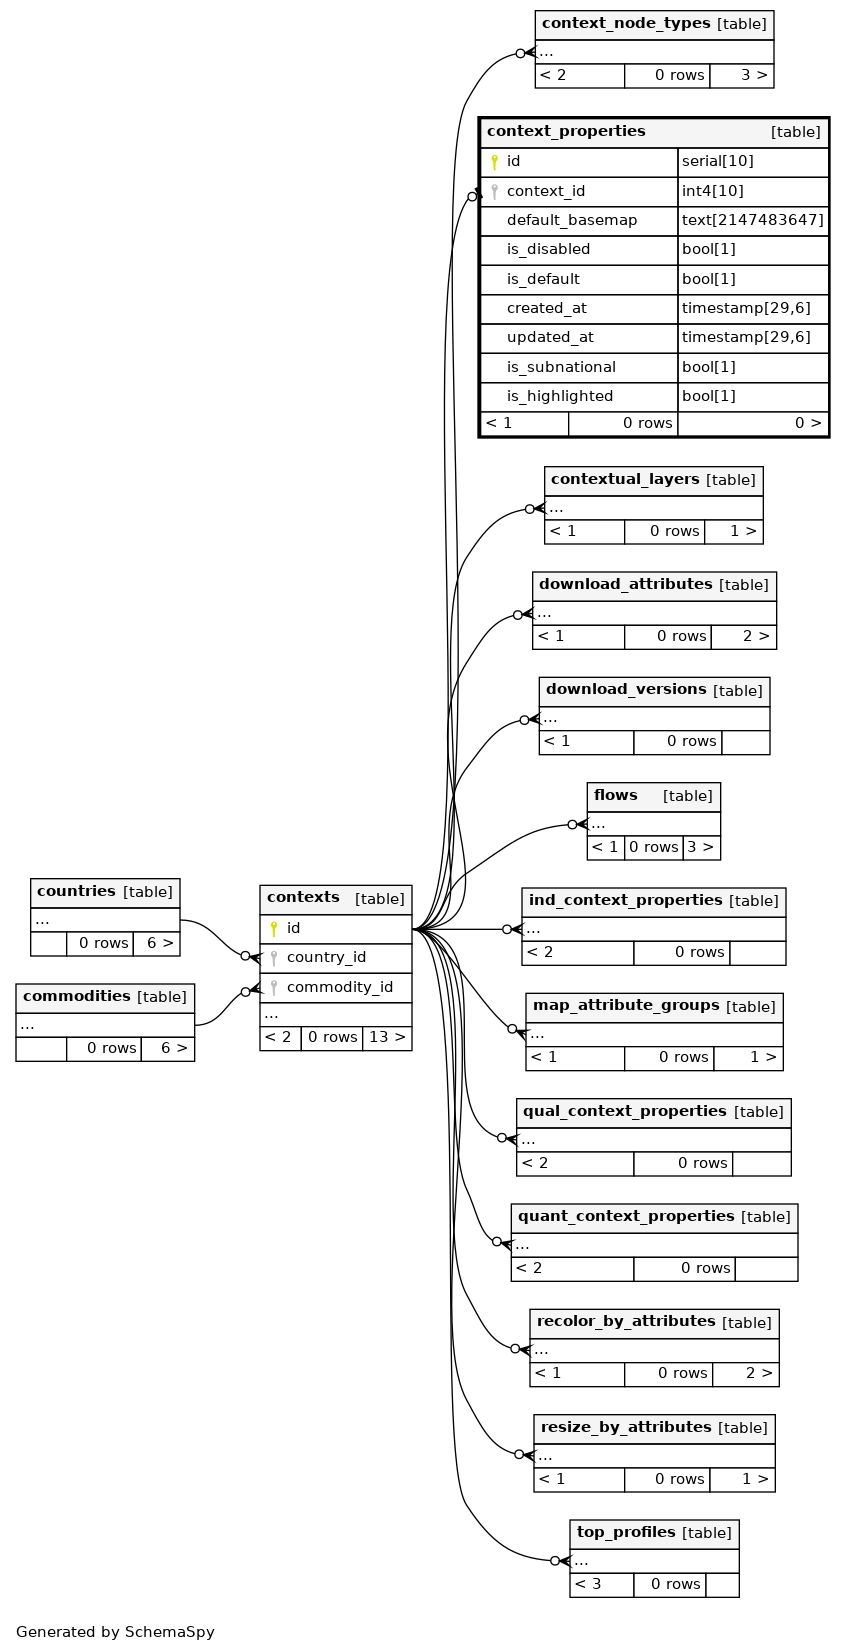 context_node_types [table]
...
< 2 0 rows 3 >
context_properties [table]
id serial[10]
context_id int4[10]
default_basemap text[2147483647]
is_disabled bool[1]
is_default bool[1]
created_at timestamp[29,6]
updated_at timestamp[29,6]
is_subnational bool[1]
is_highlighted bool[1]
< 1 0 rows 0 >
contextual_layers [table]
...
< 1 0 rows 1 >
download_attributes [table]
...
< 1 0 rows 2 >
download_versions [table]
...
< 1 0 rows
flows [table]
...
< 1 0 rows 3 >
countries [table]
...
0 rows 6 >
commodities [table]
...
0 rows 6 >
contexts [table]
id
country_id
commodity_id
...
< 2 0 rows 13 >
ind_context_properties [table]
...
< 2 0 rows
map_attribute_groups [table]
...
< 1 0 rows 1 >
qual_context_properties [table]
...
< 2 0 rows
quant_context_properties [table]
...
< 2 0 rows
recolor_by_attributes [table]
...
< 1 0 rows 2 >
resize_by_attributes [table]
...
< 1 0 rows 1 >
top_profiles [table]
...
< 3 0 rows
Generated by SchemaSpy